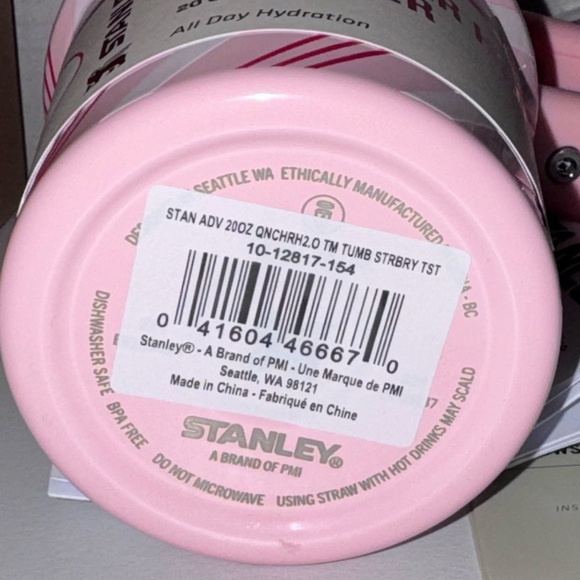 20
All Day Hydration
SEATTLE WA ETHICALLY MANUFACTURED
STAN ADV 20OZ QNCHRH2.O TM TUMB STRBRY TST
10-12817-154
0 41604 46667 0
Stanley® - A Brand of PMI - Une Marque de PMI
Seattle, WA 98121
Made in China - Fabriqué en Chine
BC
STANLEY®
A BRAND OF PMI
DISHWASHER SAFE BPA FREE DO NOT MICROWAVE USING STRAW WITH HOT DRINKS MAY SCALD
INS